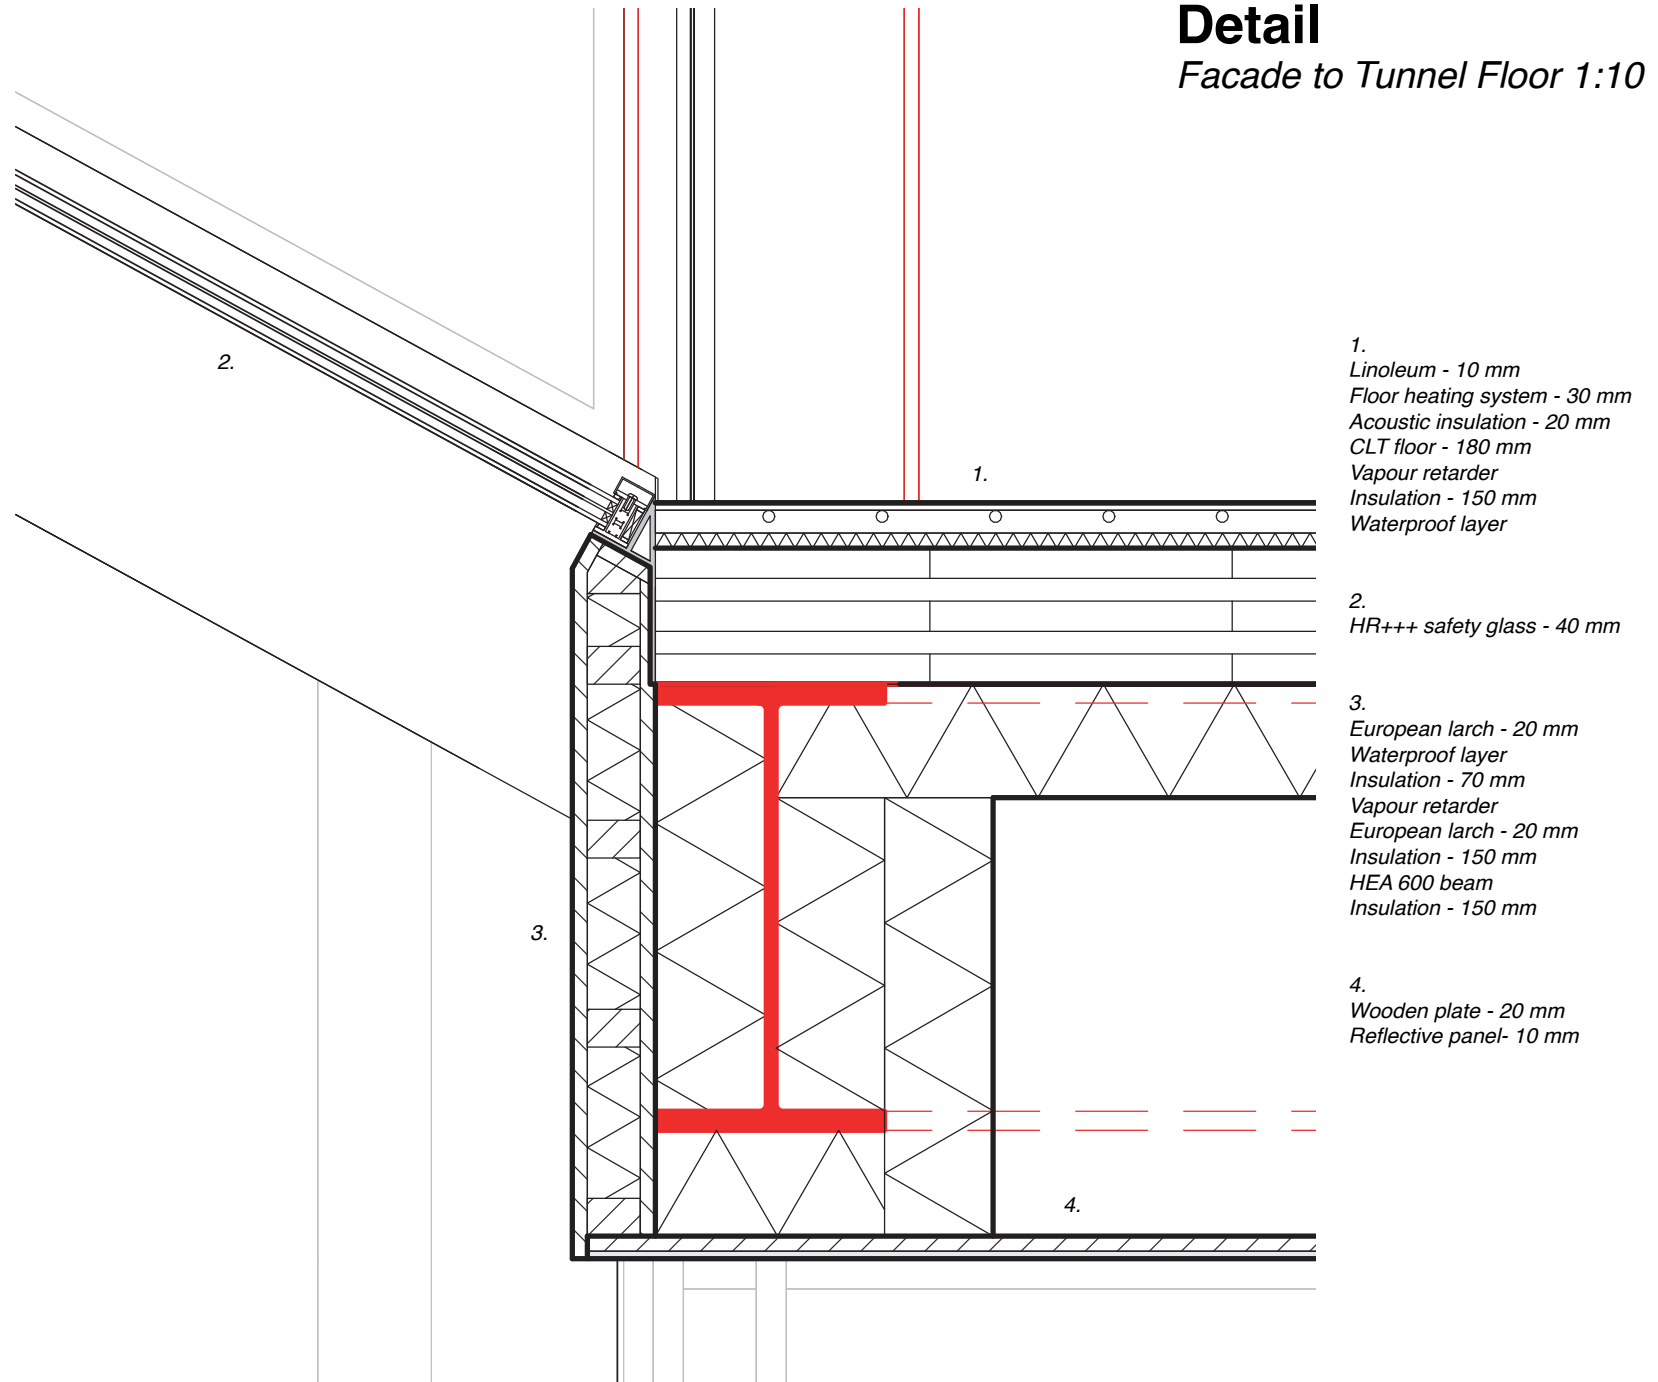 Detail
Facade to Tunnel Floor 1:10
2.
1.
3.
4.
1.
Linoleum - 10 mm
Floor heating system - 30 mm
Acoustic insulation - 20 mm
CLT floor - 180 mm
Vapour retarder
Insulation - 150 mm
Waterproof layer
2.
HR+++ safety glass - 40 mm
3.
European larch - 20 mm
Waterproof layer
Insulation - 70 mm
Vapour retarder
European larch - 20 mm
Insulation - 150 mm
HEA 600 beam
Insulation - 150 mm
4.
Wooden plate - 20 mm
Reflective panel- 10 mm